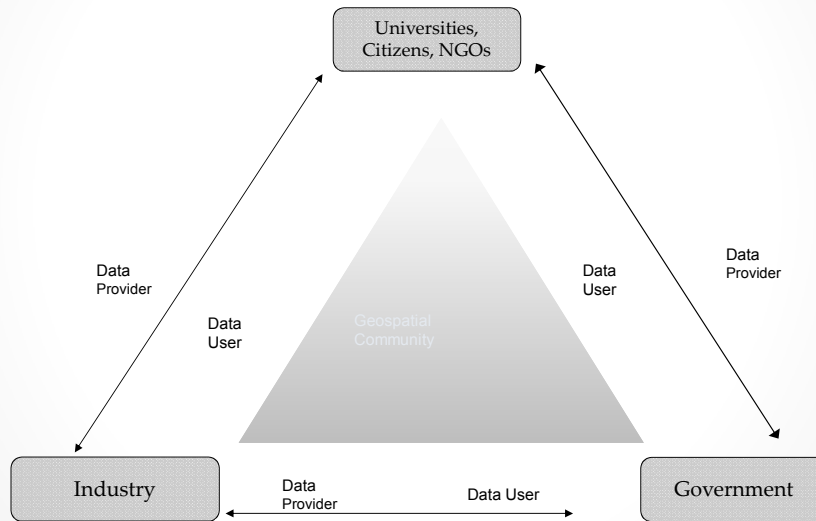 Universities,
Citizens, NGOs
Data
Provider
Data
User
Geospatial
Community
Data
User
Data
Provider
Industry
Data
Provider
Data User
Government